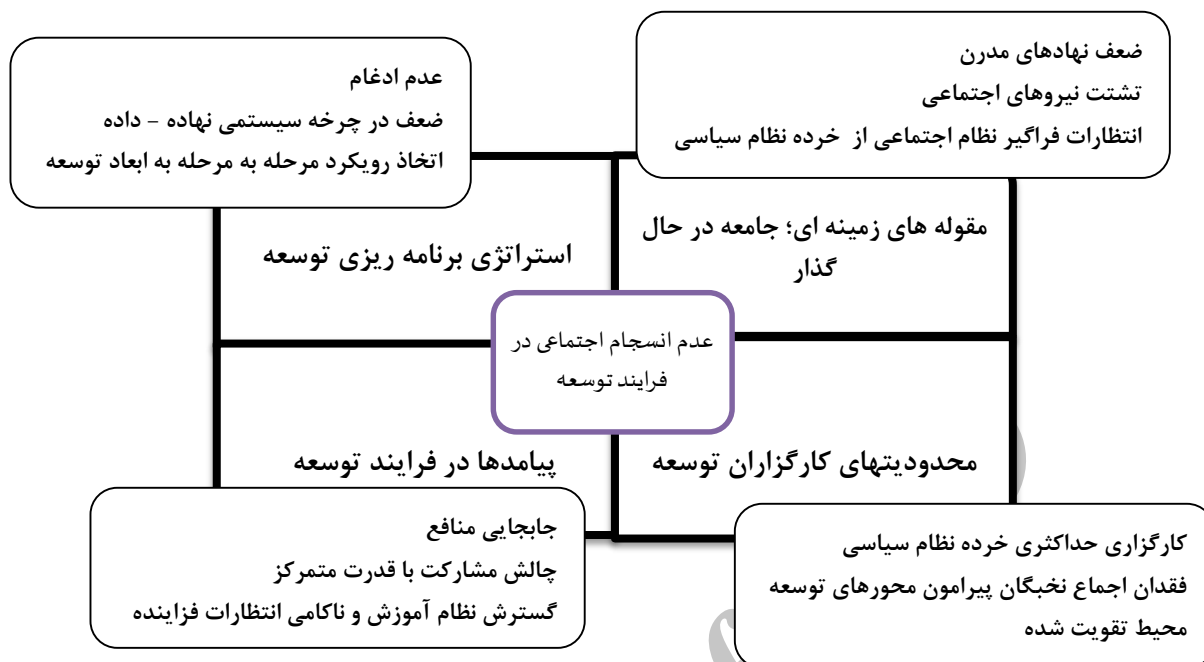 ضعف نهادهای مدرن
تشتت نیروهای اجتماعی
انتظارات فراگیر نظام اجتماعی از خرده نظام سیاسی
مقوله های زمینه ای؛ جامعه در حال
گذار
عدم ادغام
ضعف در چرخه سیستمی نهاده – داده
اتخاذ رویکرد مرحله به مرحله به ابعاد توسعه
استراتژی برنامه ریزی توسعه
عدم انسجام اجتماعی در
فرایند توسعه
محدودیتهای کارگزاران توسعه
کارگزاری حداکثری خرده نظام سیاسی
فقدان اجماع نخبگان پیرامون محورهای توسعه
محیط تقویت شده
پیامدها در فرایند توسعه
جابجایی منافع
چالش مشارکت با قدرت متمرکز
گسترش نظام آموزش و ناکامی انتظارات فزاینده